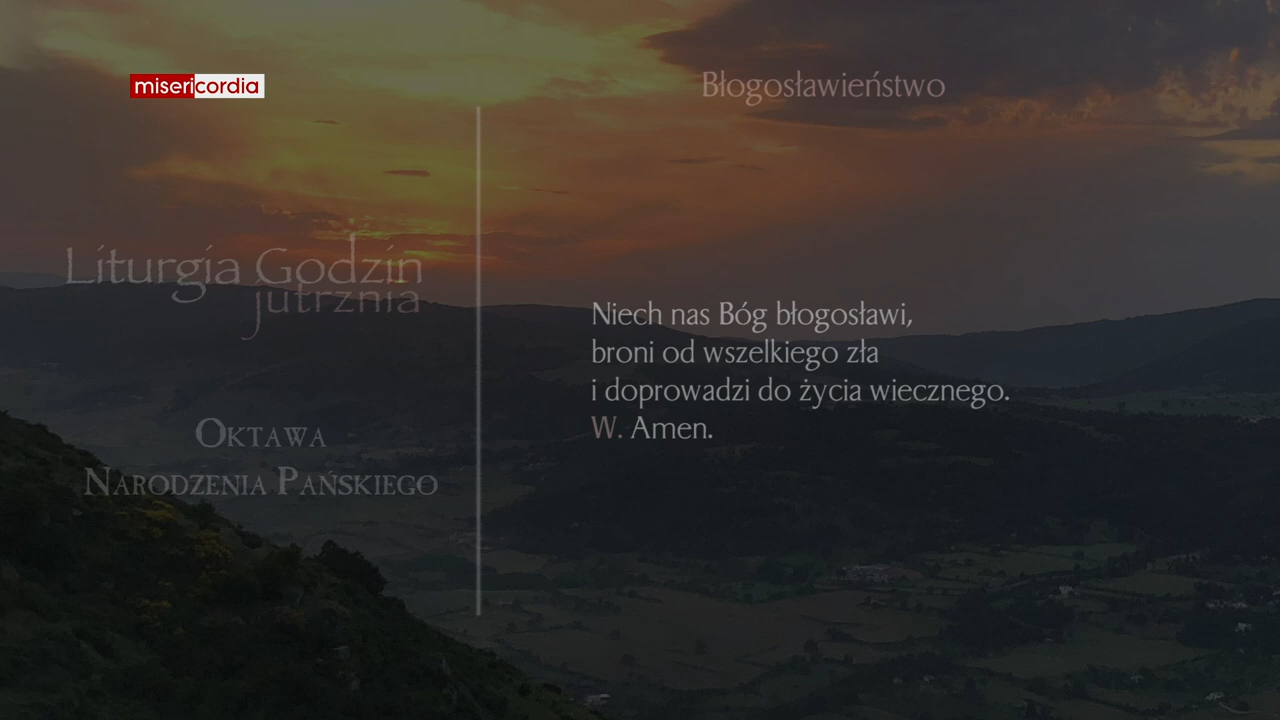 misericordia
Błogosławieństwo
Liturgia Godzin
jutrznia
Oktawa
Narodzenia Pańskiego
Niech nas Bóg błogosławi,
broni od wszelkiego zła
i doprowadzi do życia wiecznego.
W. Amen.